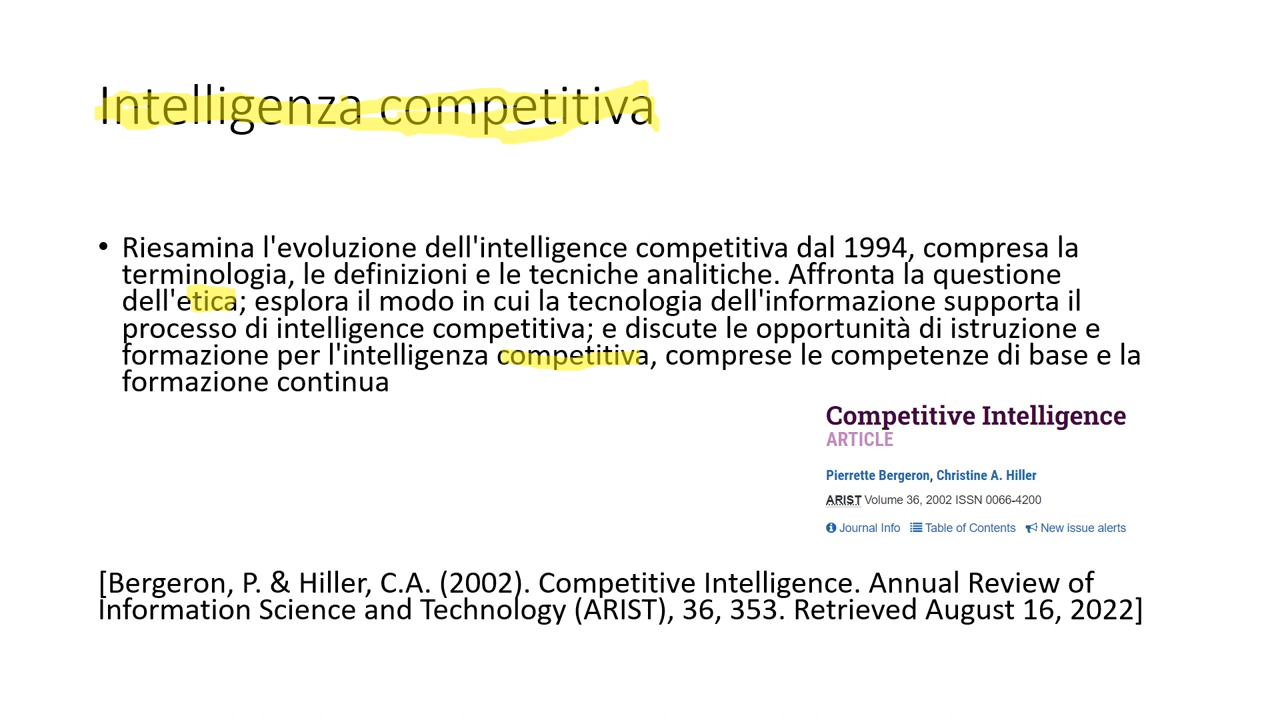 Intelligenza competitiva
• Riesamina l'evoluzione dell'intelligence competitiva dal 1994, compresa la
terminologia, le definizioni e le tecniche analitiche. Affronta la questione
dell'etica; esplora il modo in cui la tecnologia dell'informazione supporta il
processo di intelligence competitiva; e discute le opportunità di istruzione e
formazione per l'intelligenza competitiva, comprese le competenze di base e la
formazione continua
Competitive Intelligence
ARTICLE
Pierrette Bergeron, Christine A. Hiller
ARIST Volume 36, 2002 ISSN 0066-4200
Journal Info Table of Contents New issue alerts
[Bergeron, P. & Hiller, C.A. (2002). Competitive Intelligence. Annual Review of
Information Science and Technology (ARIST), 36, 353. Retrieved August 16, 2022]